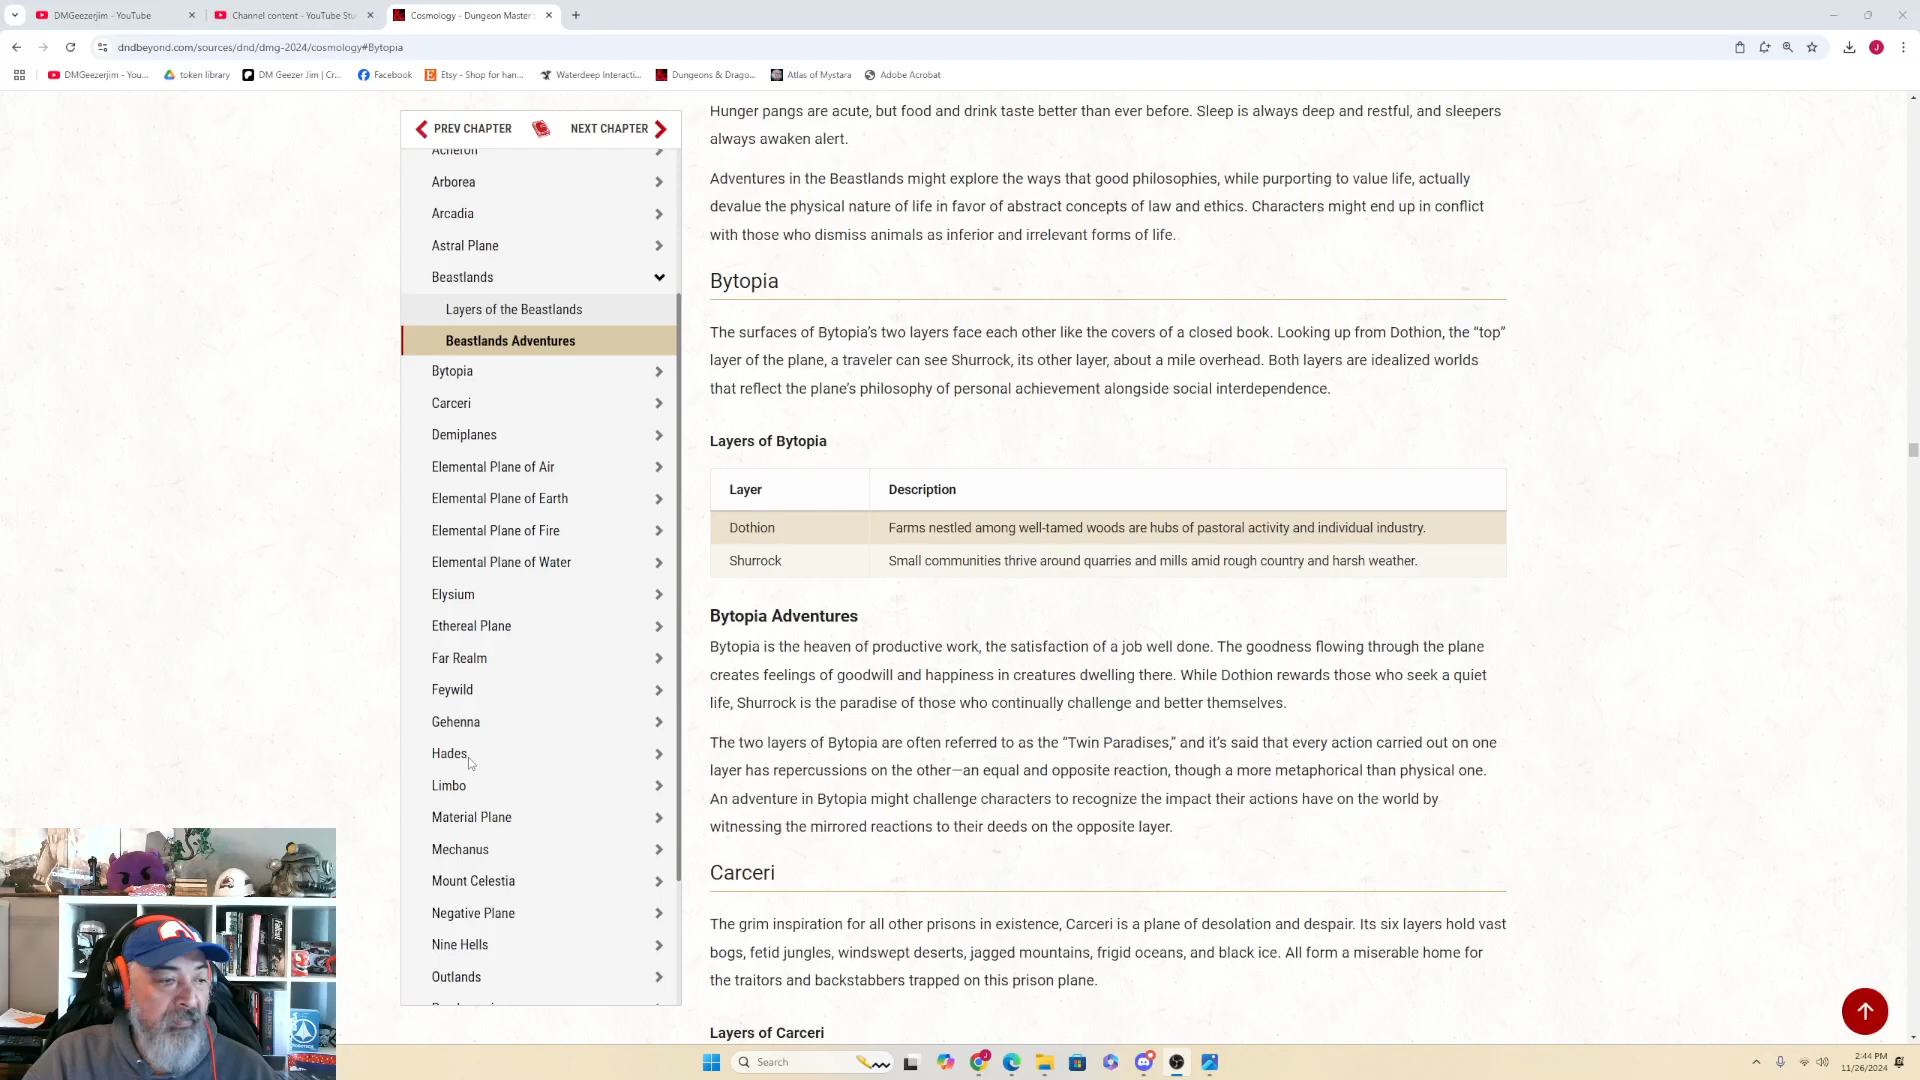 DMGeezerjim - YouTube
Channel content - YouTube Stu
Cosmology - Dungeon Master's
dndbeyond.com/sources/dnd/dmg-2024/cosmology#Bytopia
DMGeezerjim - You...
token library
DM Geezer Jim | Cr...
Facebook
Etsy - Shop for han...
Waterdeep Interacti...
Dungeons & Drago...
Atlas of Mystara
Adobe Acrobat
PREV CHAPTER
NEXT CHAPTER
Acheron
Arborea
Arcadia
Astral Plane
Beastlands
Layers of the Beastlands
Beastlands Adventures
Bytopia
Carceri
Demiplanes
Elemental Plane of Air
Elemental Plane of Earth
Elemental Plane of Fire
Elemental Plane of Water
Elysium
Ethereal Plane
Far Realm
Feywild
Gehenna
Hades
Limbo
Material Plane
Mechanus
Mount Celestia
Negative Plane
Nine Hells
Outlands
Hunger pangs are acute, but food and drink taste better than ever before. Sleep is always deep and restful, and sleepers
always awaken alert.
Adventures in the Beastlands might explore the ways that good philosophies, while purporting to value life, actually
devalue the physical nature of life in favor of abstract concepts of law and ethics. Characters might end up in conflict
with those who dismiss animals as inferior and irrelevant forms of life.
Bytopia
The surfaces of Bytopia’s two layers face each other like the covers of a closed book. Looking up from Dothion, the “top”
layer of the plane, a traveler can see Shurrock, its other layer, about a mile overhead. Both layers are idealized worlds
that reflect the plane’s philosophy of personal achievement alongside social interdependence.
Layers of Bytopia
Layer Description
Dothion Farms nestled among well-tamed woods are hubs of pastoral activity and individual industry.
Shurrock Small communities thrive around quarries and mills amid rough country and harsh weather.
Bytopia Adventures
Bytopia is the heaven of productive work, the satisfaction of a job well done. The goodness flowing through the plane
creates feelings of goodwill and happiness in creatures dwelling there. While Dothion rewards those who seek a quiet
life, Shurrock is the paradise of those who continually challenge and better themselves.
The two layers of Bytopia are often referred to as the “Twin Paradises,” and it’s said that every action carried out on one
layer has repercussions on the other—an equal and opposite reaction, though a more metaphorical than physical one.
An adventure in Bytopia might challenge characters to recognize the impact their actions have on the world by
witnessing the mirrored reactions to their deeds on the opposite layer.
Carceri
The grim inspiration for all other prisons in existence, Carceri is a plane of desolation and despair. Its six layers hold vast
bogs, fetid jungles, windswept deserts, jagged mountains, frigid oceans, and black ice. All form a miserable home for
the traitors and backstabbers trapped on this prison plane.
Layers of Carceri
Search
2:44 PM
11/26/2024